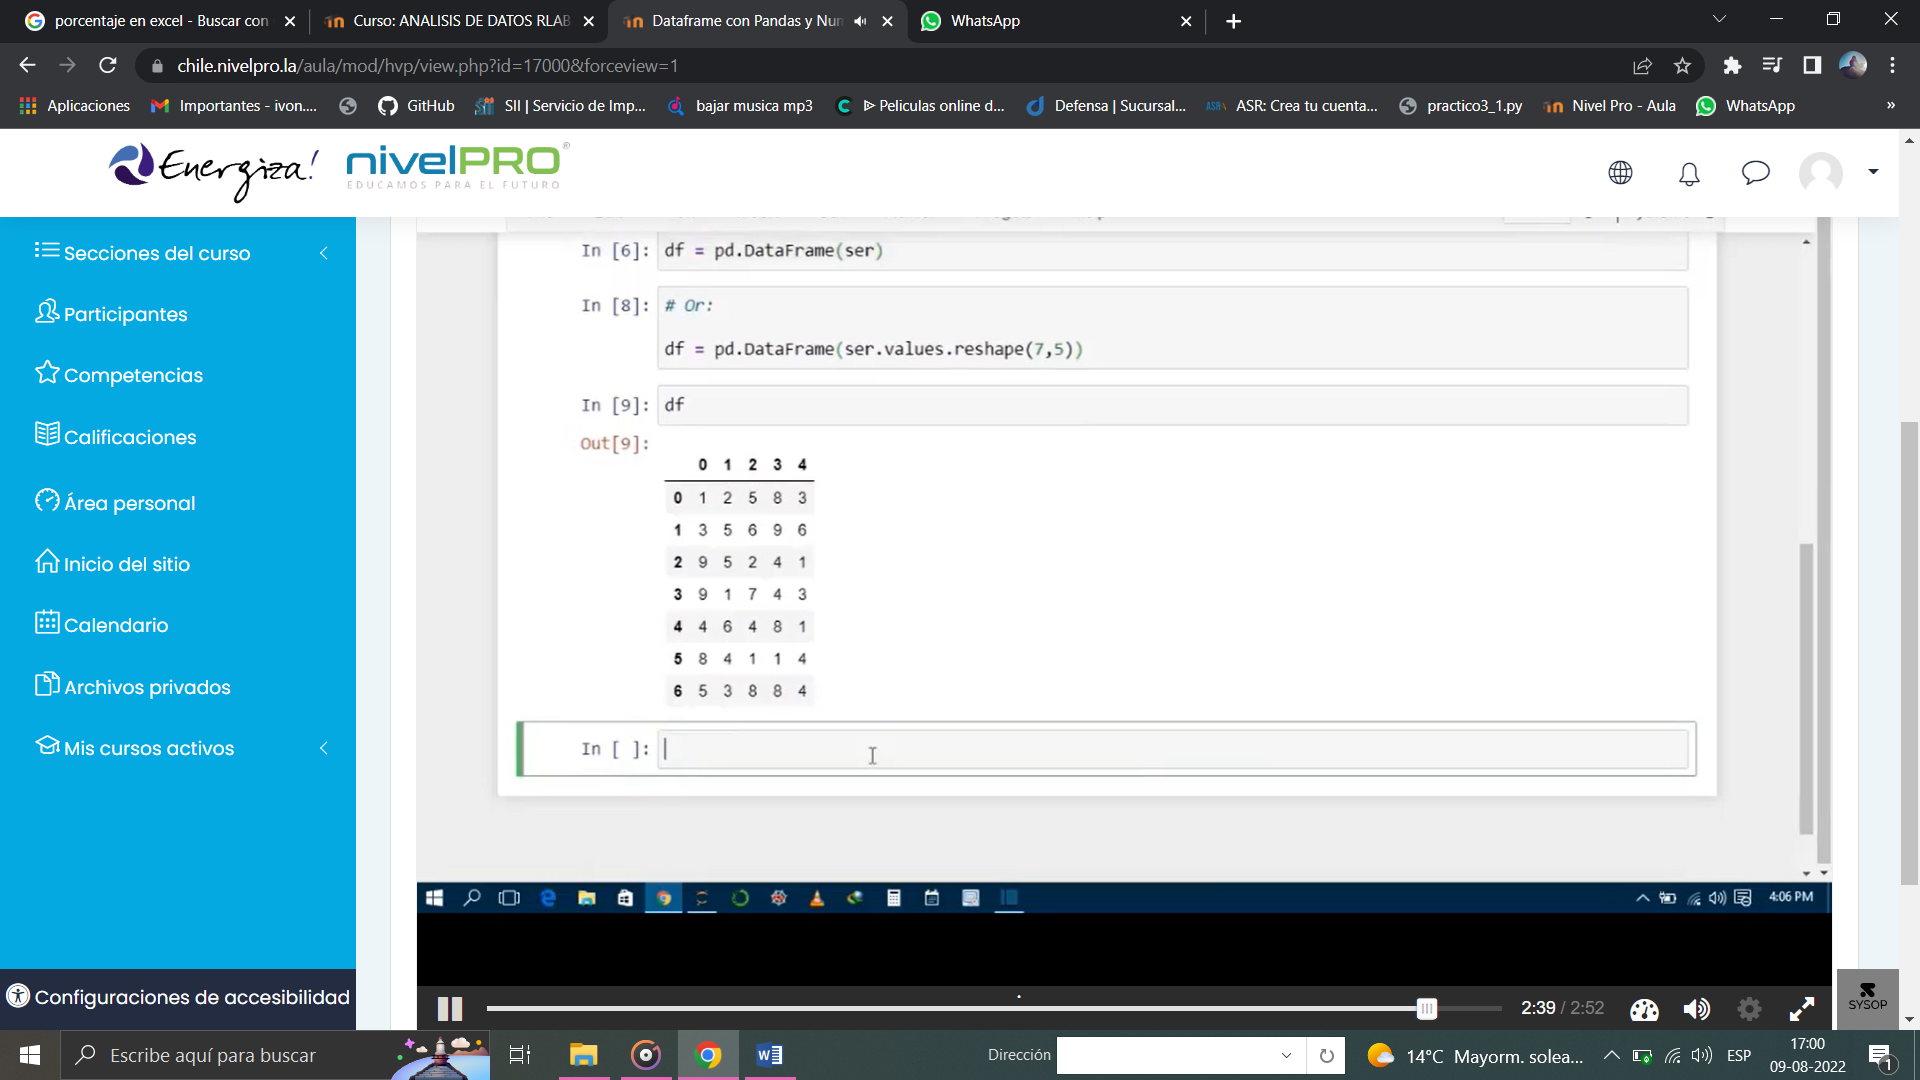 porcentaje en excel - Buscar con
Curso: ANALISIS DE DATOS RLAB
Dataframe con Pandas y Num
WhatsApp
chile.nivelpro.la/aula/mod/hvp/view.php?id=17000&forceview=1
Aplicaciones
Importantes - ivon....
GitHub
SII | Servicio de Imp...
bajar musica mp3
Peliculas online d...
Defensa | Sucursal...
ASR: Crea tu cuenta...
practico3_1.py
Nivel Pro - Aula
WhatsApp
»
Energiza!
nivelPRO®
EDUCAMOS PARA EL FUTURO
Secciones del curso
Participantes
Competencias
Calificaciones
Área personal
Inicio del sitio
Calendario
Archivos privados
Mis cursos activos
Configuraciones de accesibilidad
In [6]: df = pd.DataFrame(ser)
In [8]: # Or:
df = pd.DataFrame(ser.values.reshape(7,5))
In [9]: df
Out[9]:
0 1 2 3 4
0 1 2 5 8 3
1 3 5 6 9 6
2 9 5 2 4 1
3 9 1 7 4 3
4 4 6 4 8 1
5 8 4 1 1 4
6 5 3 8 8 4
In [ ]:
4:06 PM
2:39 / 2:52
SYSOP
Escribe aquí para buscar
Dirección
14°C Mayorm. solea...
ESP
17:00
09-08-2022
1